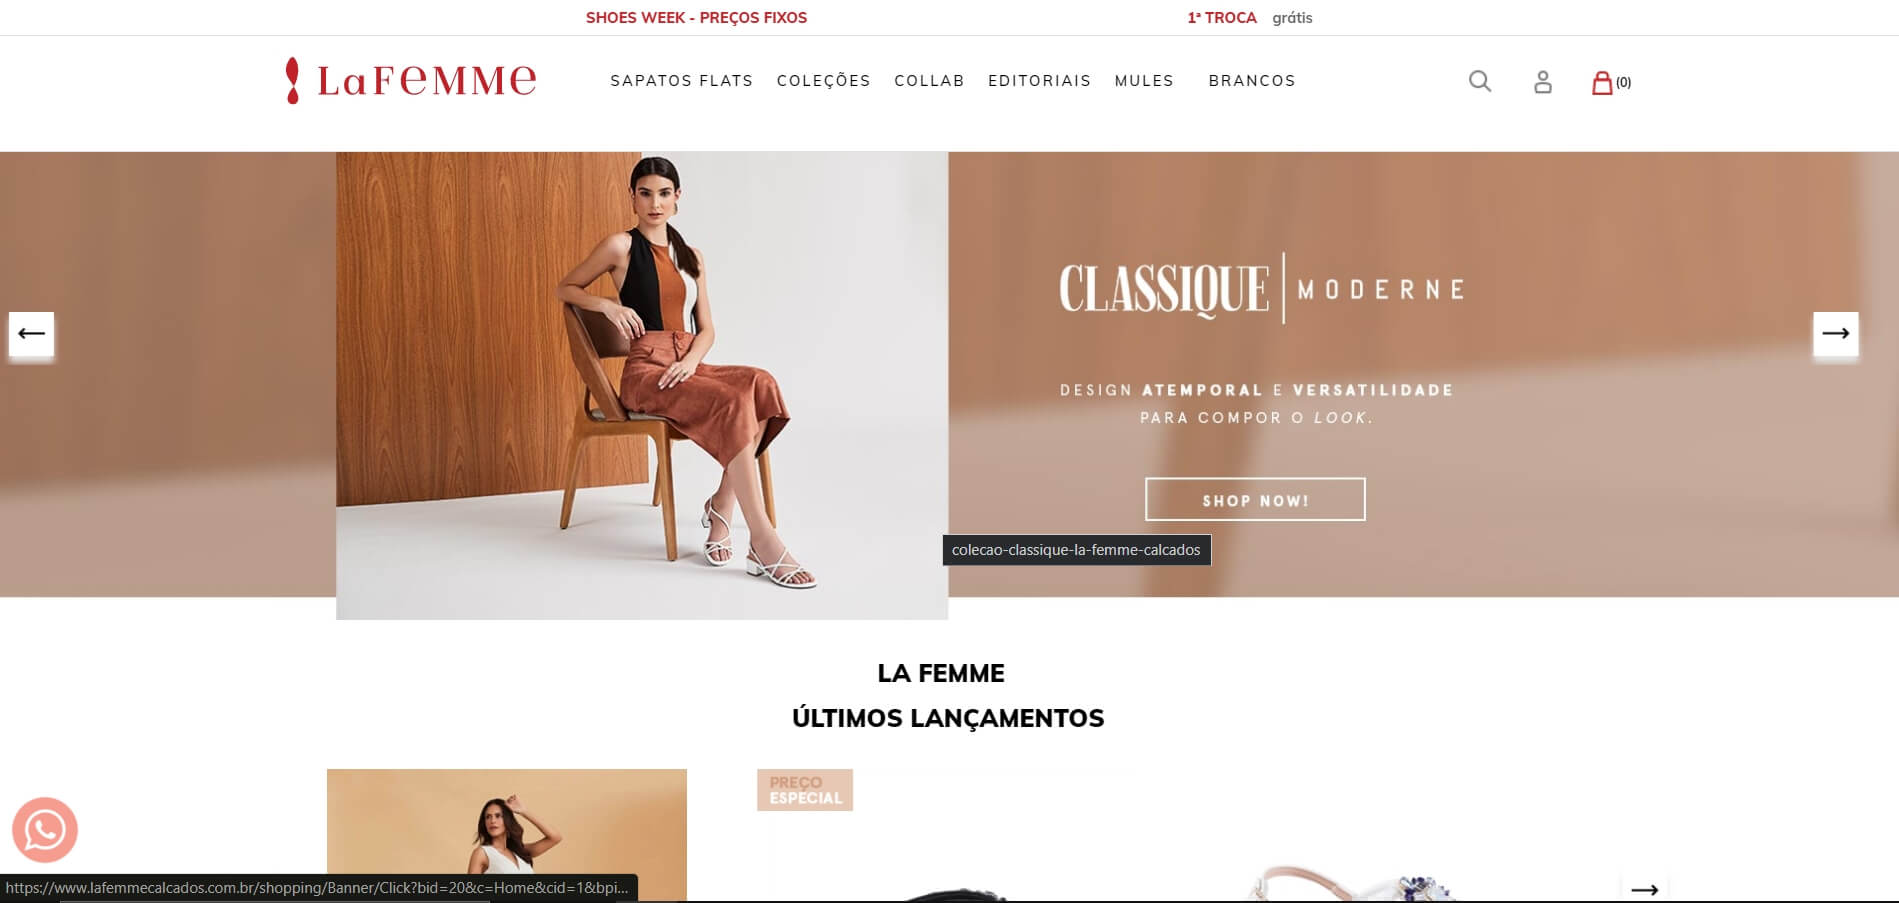 SHOES WEEK - PREÇOS FIXOS
1ª TROCA grátis
LaFemme
SAPATOS FLATS COLEÇÕES COLLAB EDITORIAIS MULES BRANCOS
(0)
CLASSIQUE | MODERNE
DESIGN ATEMPORAL E VERSATILIDADE
PARA COMPOR O LOOK.
SHOP NOW!
colecao-classique-la-femme-calcados
LA FEMME
ÚLTIMOS LANÇAMENTOS
PREÇO
ESPECIAL
https://www.lafemmecalcados.com.br/shopping/Banner/Click?bid=20&c=Home&cid=1&bpi...